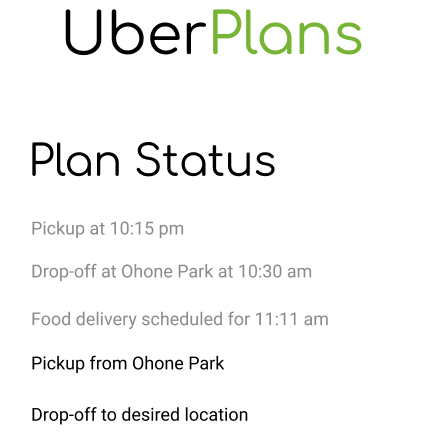 UberPlans
Plan Status
Pickup at 10:15 pm
Drop-off at Ohone Park at 10:30 am
Food delivery scheduled for 11:11 am
Pickup from Ohone Park
Drop-off to desired location